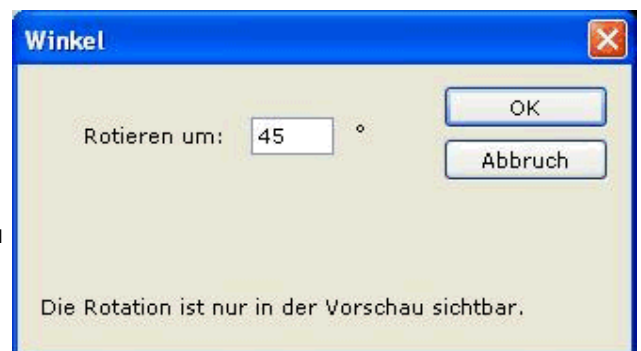 Winkel
Rotieren um: 45 °
OK
Abbruch
Die Rotation ist nur in der Vorschau sichtbar.